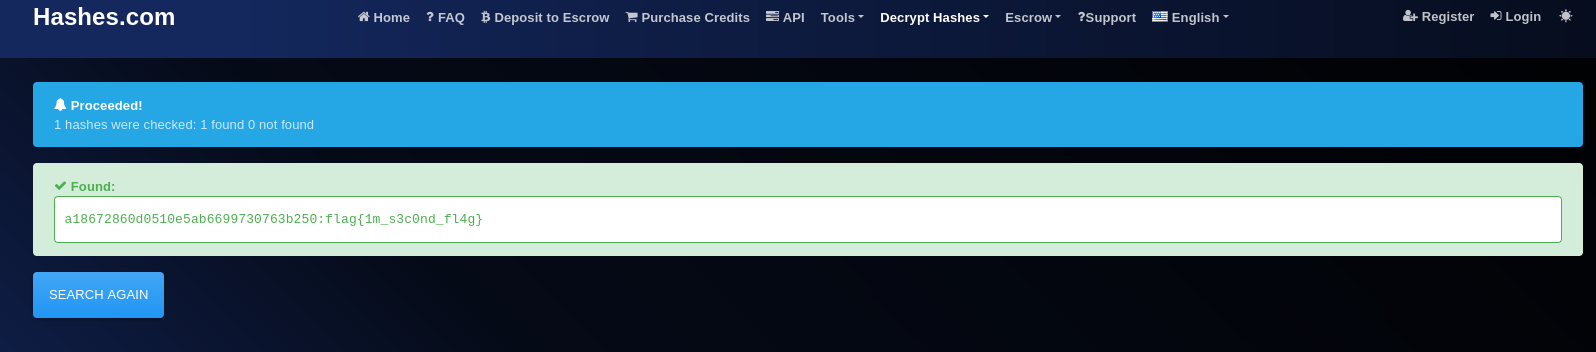 Hashes.com
Home ? FAQ Deposit to Escrow Purchase Credits API Tools Decrypt Hashes Escrow ?Support English Register Login
Proceeded!
1 hashes were checked: 1 found 0 not found
Found:
a18672860d0510e5ab6699730763b250:flag{1m_s3c0nd_fl4g}
SEARCH AGAIN